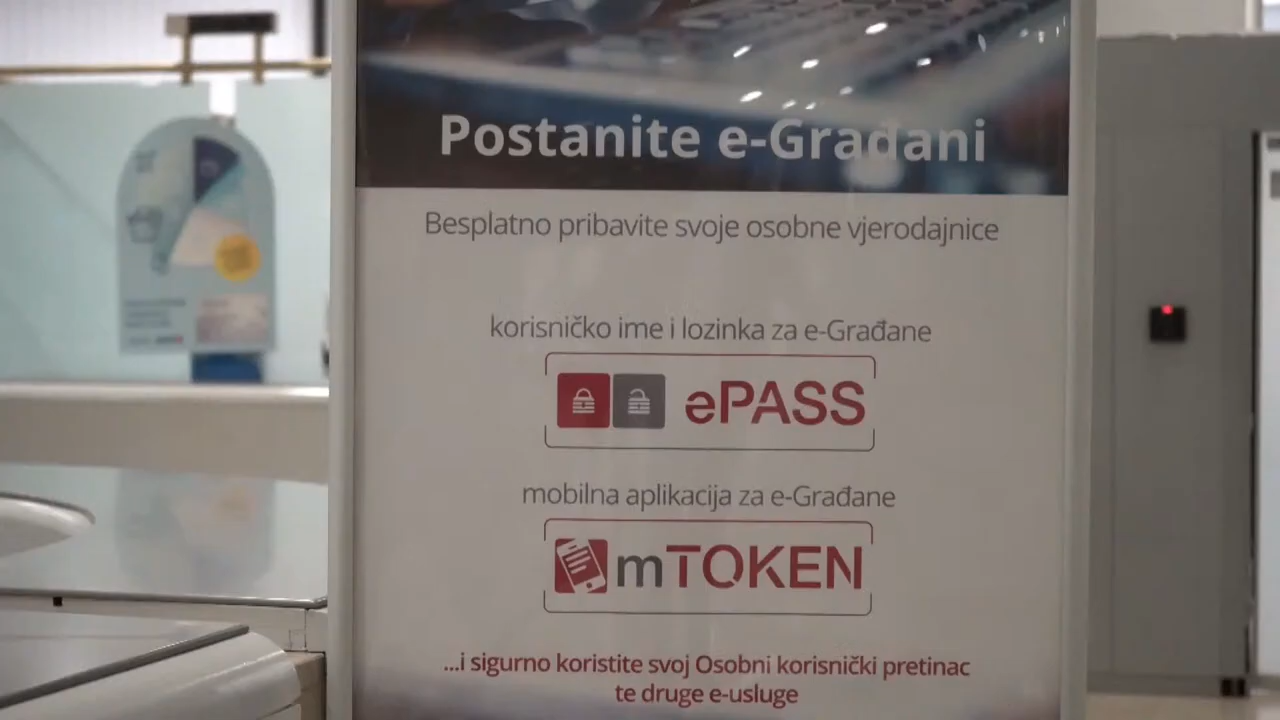 Postanite e-Građani
Besplatno pribavite svoje osobne vjerodajnice
korisničko ime i lozinka za e-Građane
ePASS
mobilna aplikacija za e-Građane
mTOKEN
...i sigurno koristite svoj Osobni korisnički pretinac
te druge e-usluge